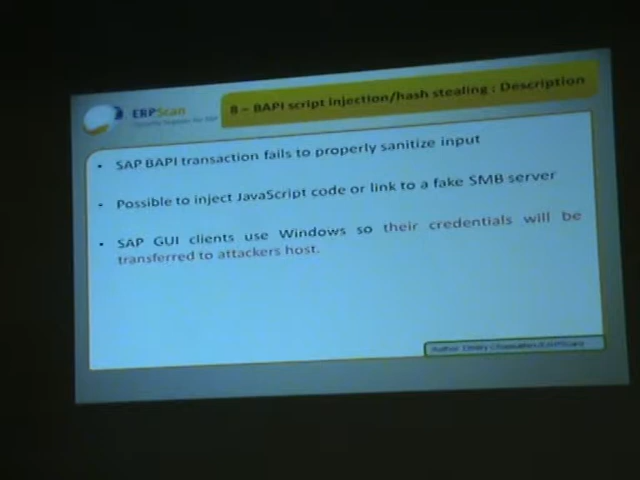 ERPScan
8 – BAPI script injection/hash stealing : Description
• SAP BAPI transaction fails to properly sanitize input
• Possible to inject JavaScript code or link to a fake SMB server
• SAP GUI clients use Windows so their credentials will be
transferred to attackers host.